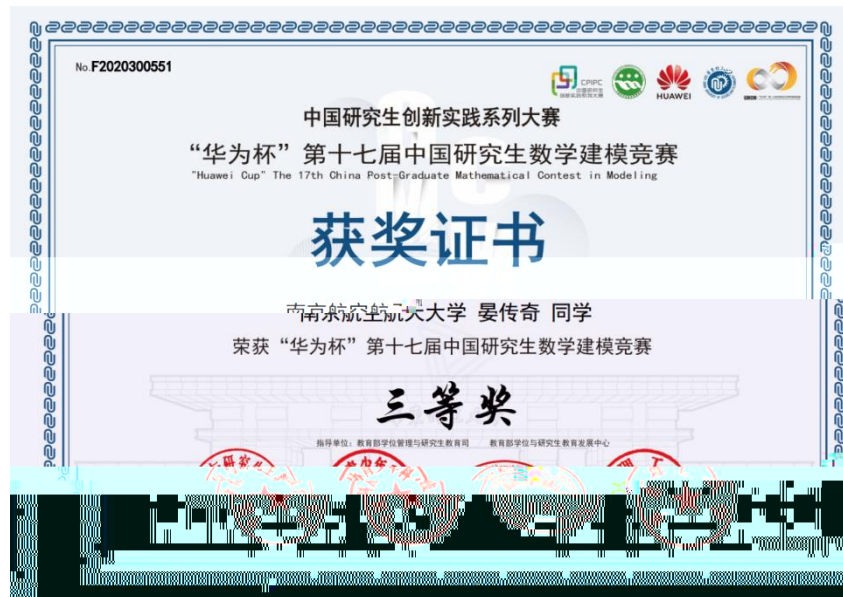 No.F2020300551
CPIPC
HUAWEI
中国研究生创新实践系列大赛
“华为杯”第十七届中国研究生数学建模竞赛
"Huawei Cup" The 17th China Post-Graduate Mathematical Contest in Modeling
获奖证书
南京航空航天大学 晏传奇 同学
荣获“华为杯”第十七届中国研究生数学建模竞赛
三等奖
指导单位：教育部学位管理与研究生教育司 教育部学位与研究生教育发展中心